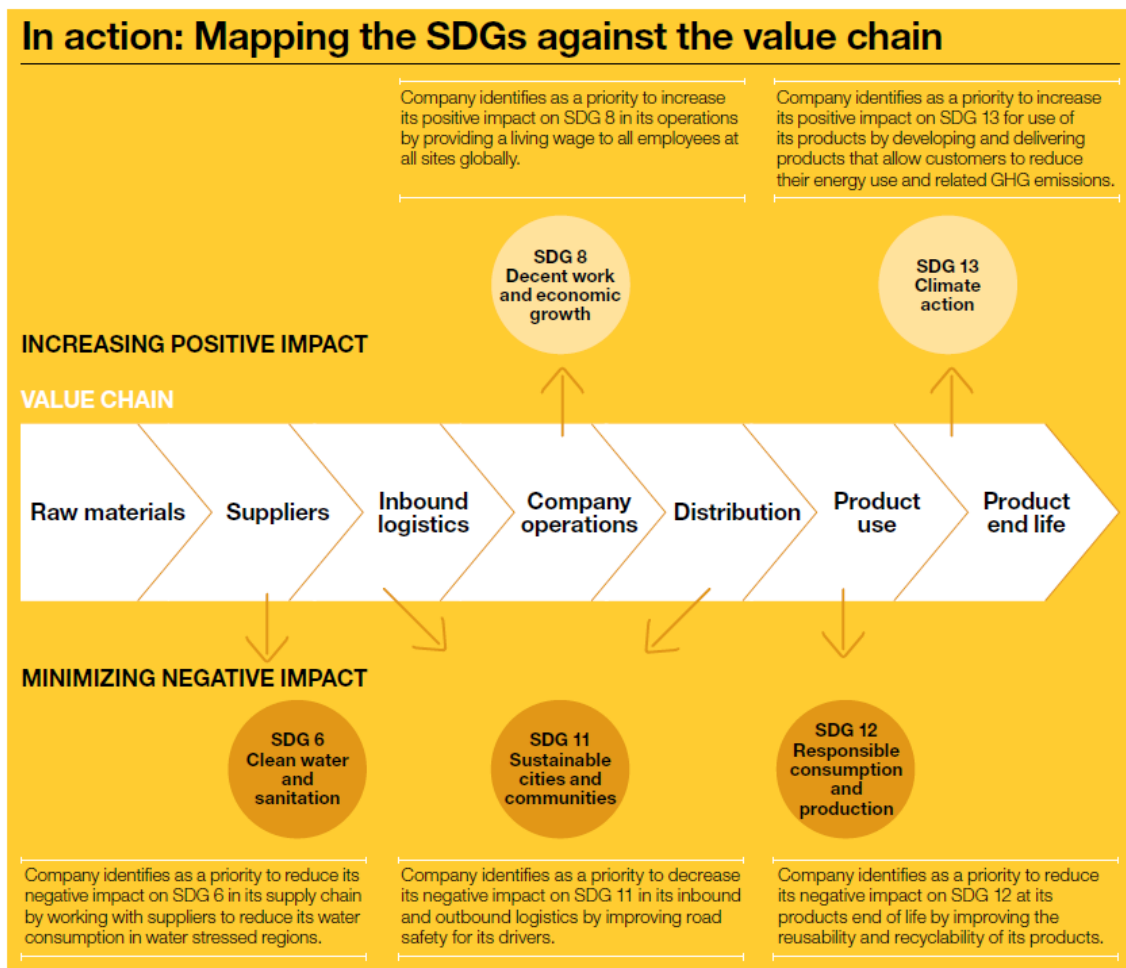 In action: Mapping the SDGs against the value chain
Company identifies as a priority to increase
its positive impact on SDG 8 in its operations
by providing a living wage to all employees at
all sites globally.
Company identifies as a priority to increase
its positive impact on SDG 13 for use of
its products by developing and delivering
products that allow customers to reduce
their energy use and related GHG emissions.
SDG 8
Decent work
and economic
growth
SDG 13
Climate
action
INCREASING POSITIVE IMPACT
VALUE CHAIN
Raw materials
Suppliers
Inbound
logistics
Company
operations
Distribution
Product
use
Product
end life
MINIMIZING NEGATIVE IMPACT
SDG 6
Clean water
and
sanitation
SDG 11
Sustainable
cities and
communities
SDG 12
Responsible
consumption
and
production
Company identifies as a priority to reduce its
negative impact on SDG 6 in its supply chain
by working with suppliers to reduce its water
consumption in water stressed regions.
Company identifies as a priority to decrease
its negative impact on SDG 11 in its inbound
and outbound logistics by improving road
safety for its drivers.
Company identifies as a priority to reduce
its negative impact on SDG 12 at its
products end of life by improving the
reusability and recyclability of its products.